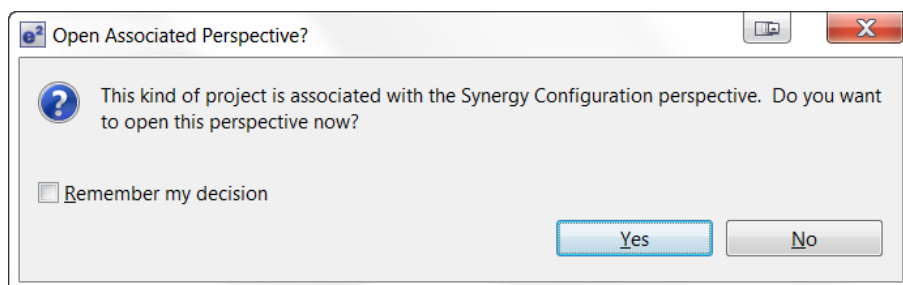 e² Open Associated Perspective?
This kind of project is associated with the Synergy Configuration perspective. Do you want
to open this perspective now?
Remember my decision
Yes
No